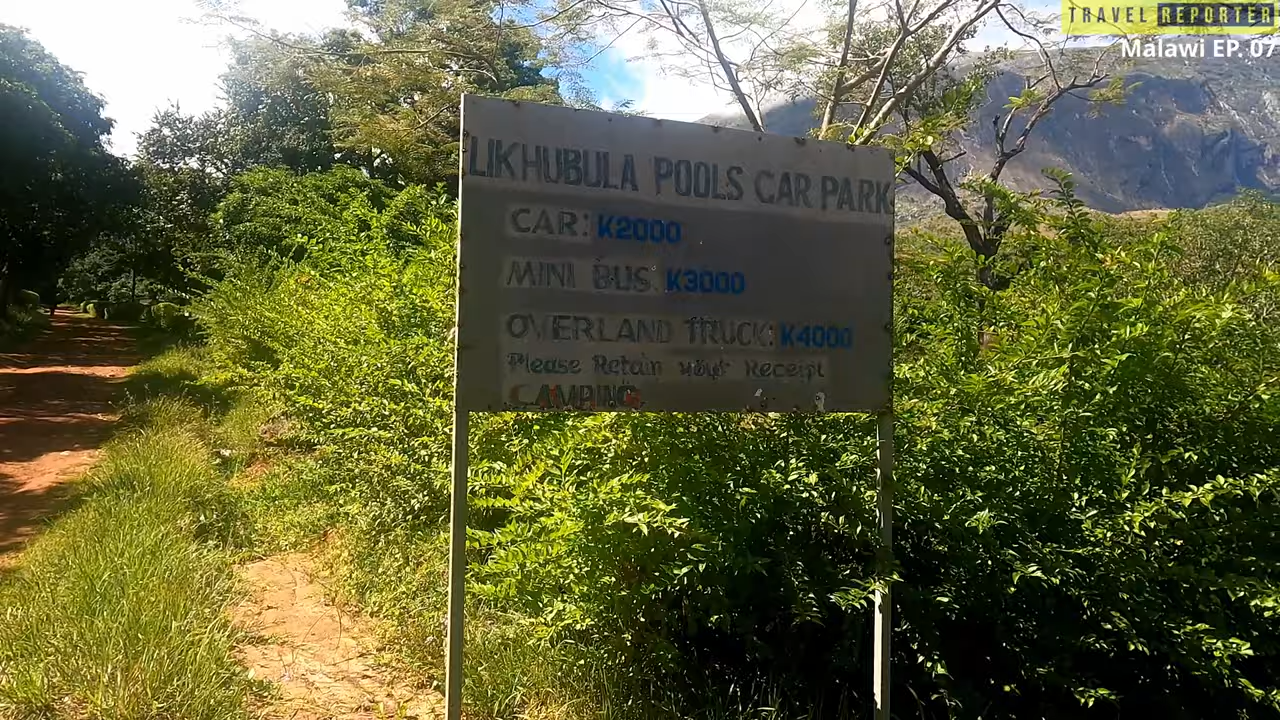 TRAVEL REPORTER
Malawi EP. 07
LIKHUBULA POOLS CAR PARK
CAR: K2000
MINI BUS: K3000
OVERLAND TRUCK: K4000
Please Retain your Receipt
CAMPING